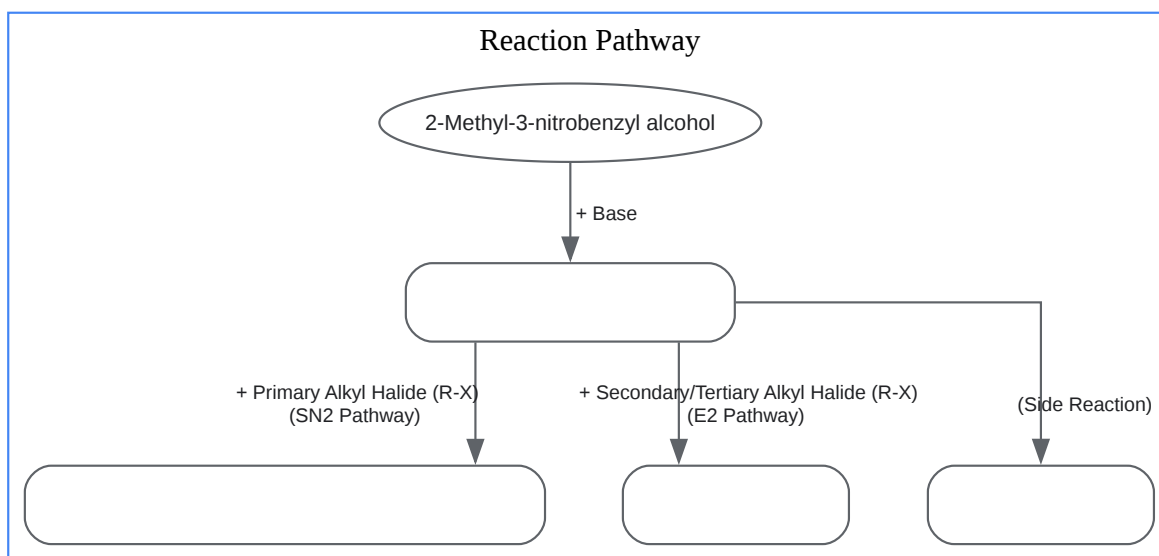 Reaction Pathway
2-Methyl-3-nitrobenzyl alcohol
+ Base
+ Primary Alkyl Halide (R-X)
(SN2 Pathway)
+ Secondary/Tertiary Alkyl Halide (R-X)
(E2 Pathway)
(Side Reaction)